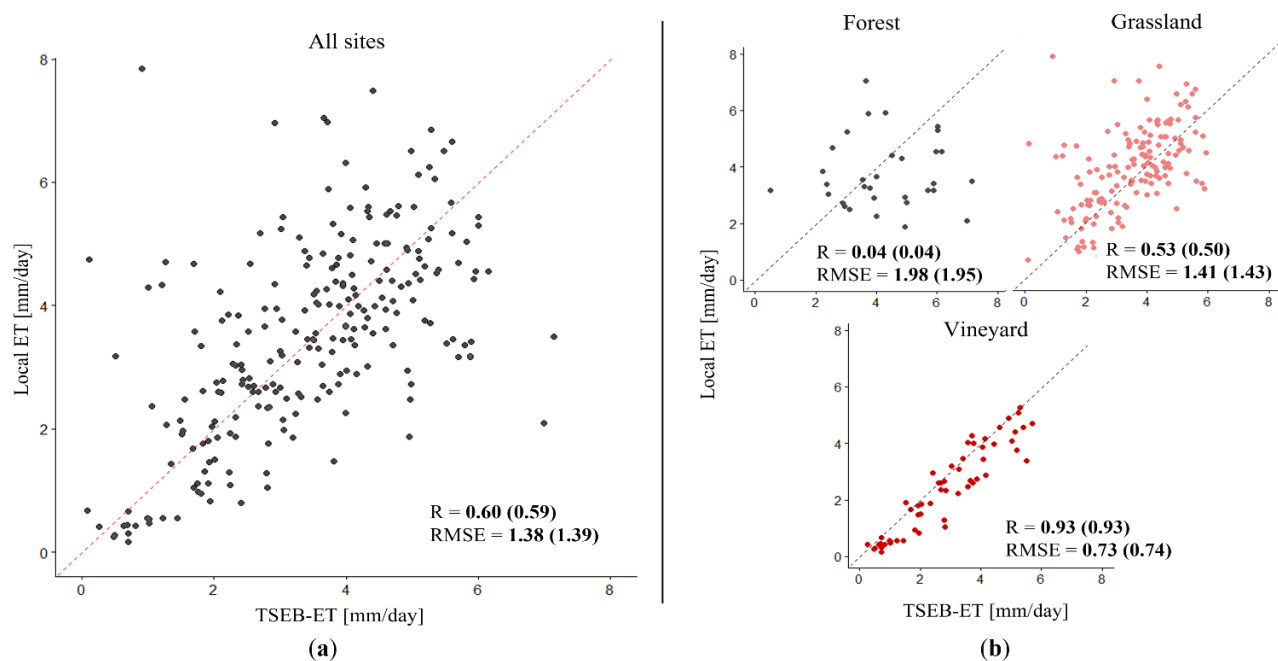 All sites
8
6
4
2
0
Local ET [mm/day]
R = 0.60 (0.59)
RMSE = 1.38 (1.39)
0 2 4 6 8
TSEB-ET [mm/day]
(a)
Forest
8
6
4
2
0
R = 0.04 (0.04)
RMSE = 1.98 (1.95)
0 2 4 6 8
Grassland
R = 0.53 (0.50)
RMSE = 1.41 (1.43)
0 2 4 6 8
Local ET [mm/day]
Vineyard
8
6
4
2
0
R = 0.93 (0.93)
RMSE = 0.73 (0.74)
0 2 4 6 8
TSEB-ET [mm/day]
(b)